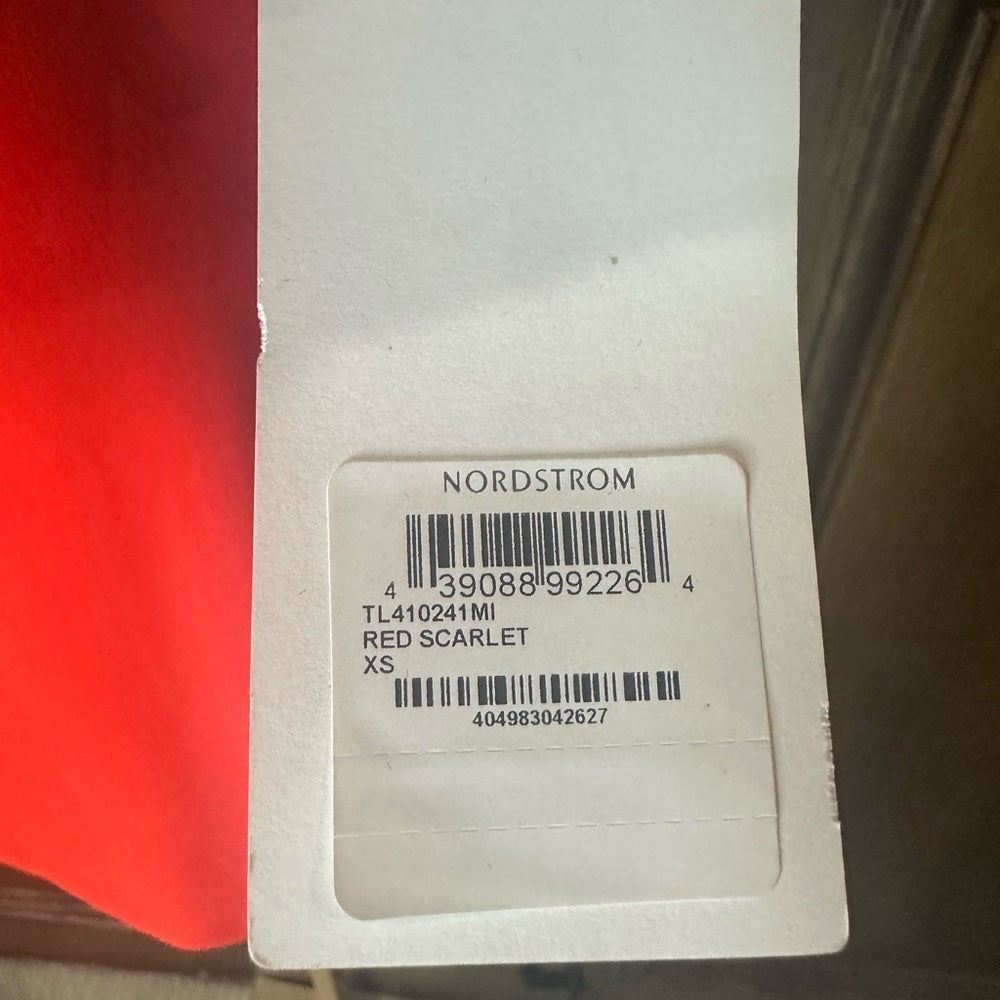 NORDSTROM
4 39088 99226 4
TL410241MI
RED SCARLET
XS
404983042627